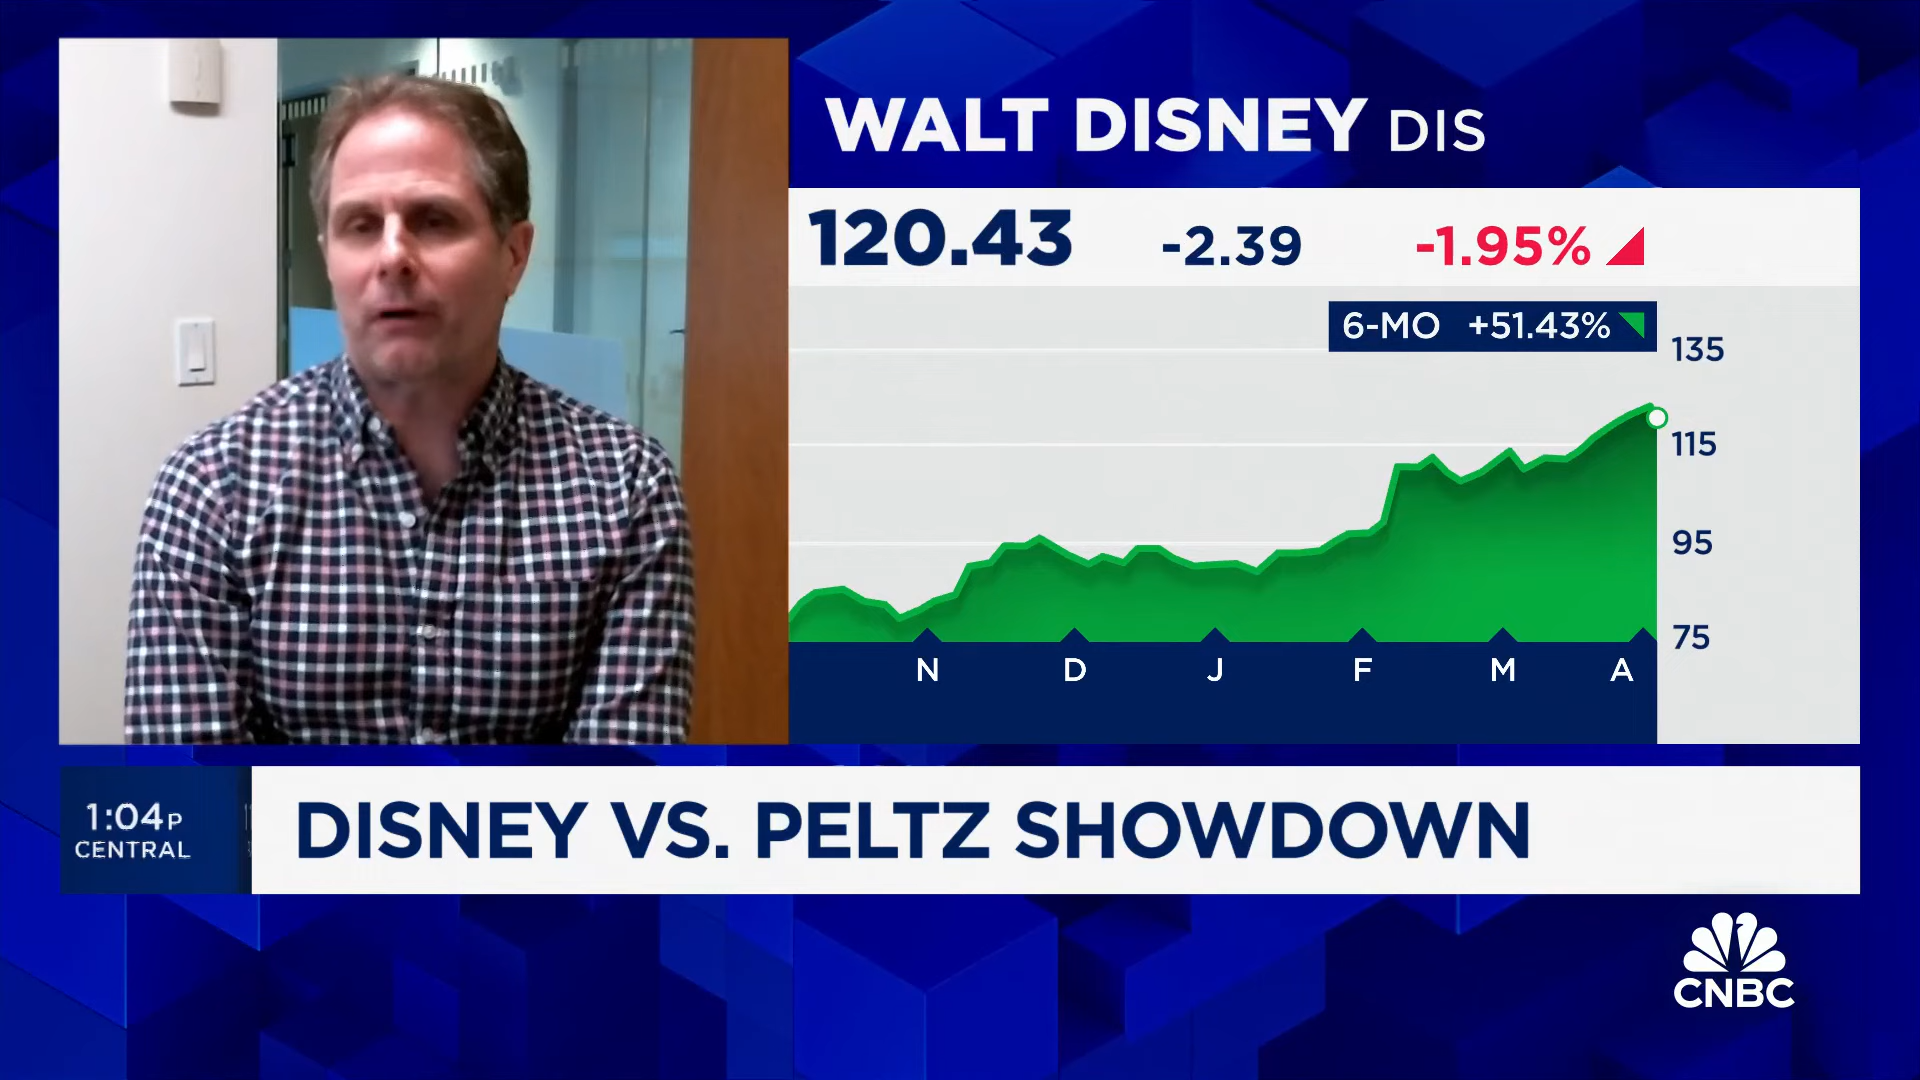 WALT DISNEY DIS
120.43 -2.39 -1.95%
6-MO +51.43%
135
115
95
75
N D J F M A
1:04P
CENTRAL
DISNEY VS. PELTZ SHOWDOWN
CNBC